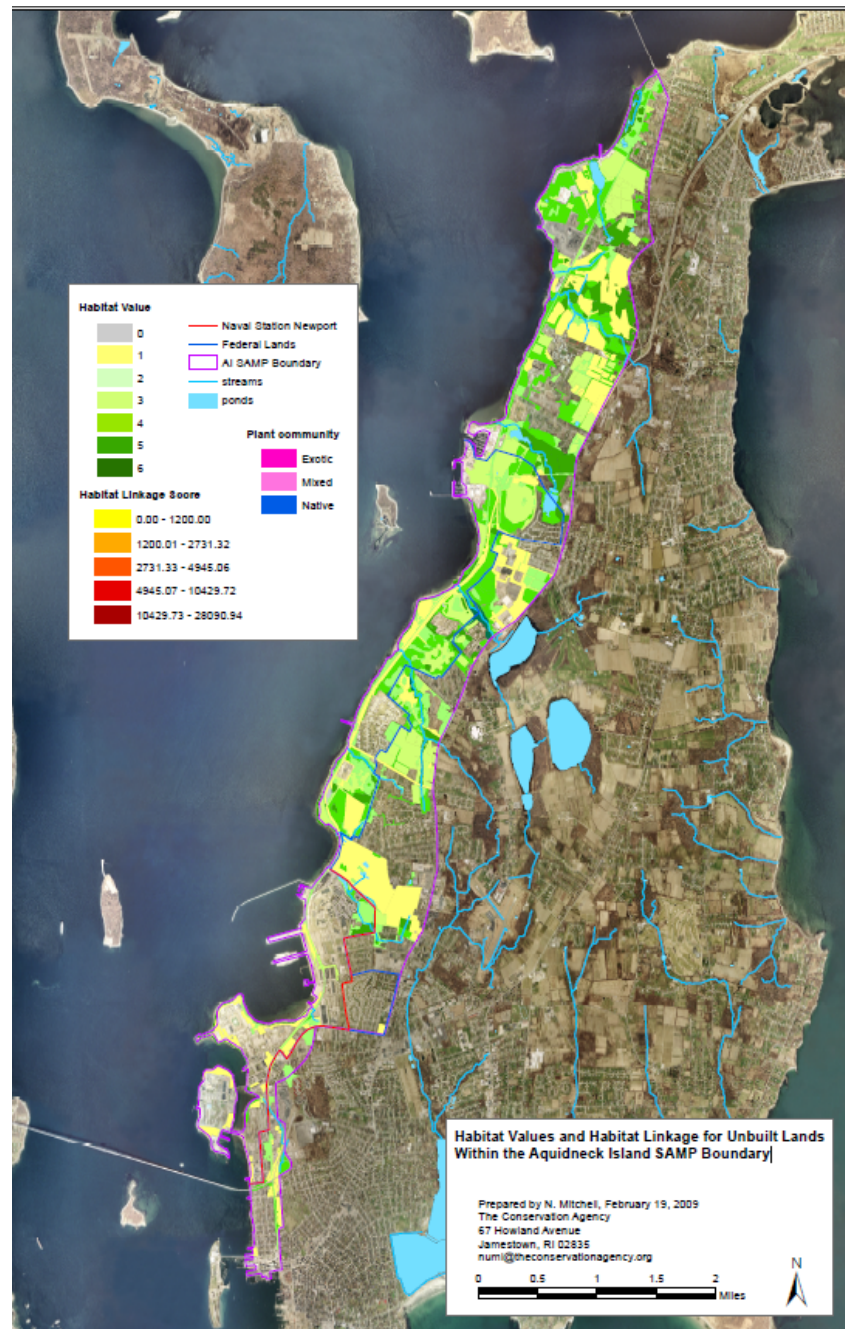 Habitat Value
0
1
2
3
4
5
6
Naval Station Newport
Federal Lands
AI SAMP Boundary
streams
ponds
Plant community
Exotic
Mixed
Native
Habitat Linkage Score
0.00 - 1200.00
1200.01 - 2731.32
2731.33 - 4945.06
4945.07 - 10429.72
10429.73 - 28090.94
Habitat Values and Habitat Linkage for Unbuilt Lands
Within the Aquidneck Island SAMP Boundary
Prepared by N. Mitchell, February 19, 2009
The Conservation Agency
67 Howland Avenue
Jamestown, RI 02835
numi@theconservationagency.org
N
0 0.5 1 1.5 2
Miles